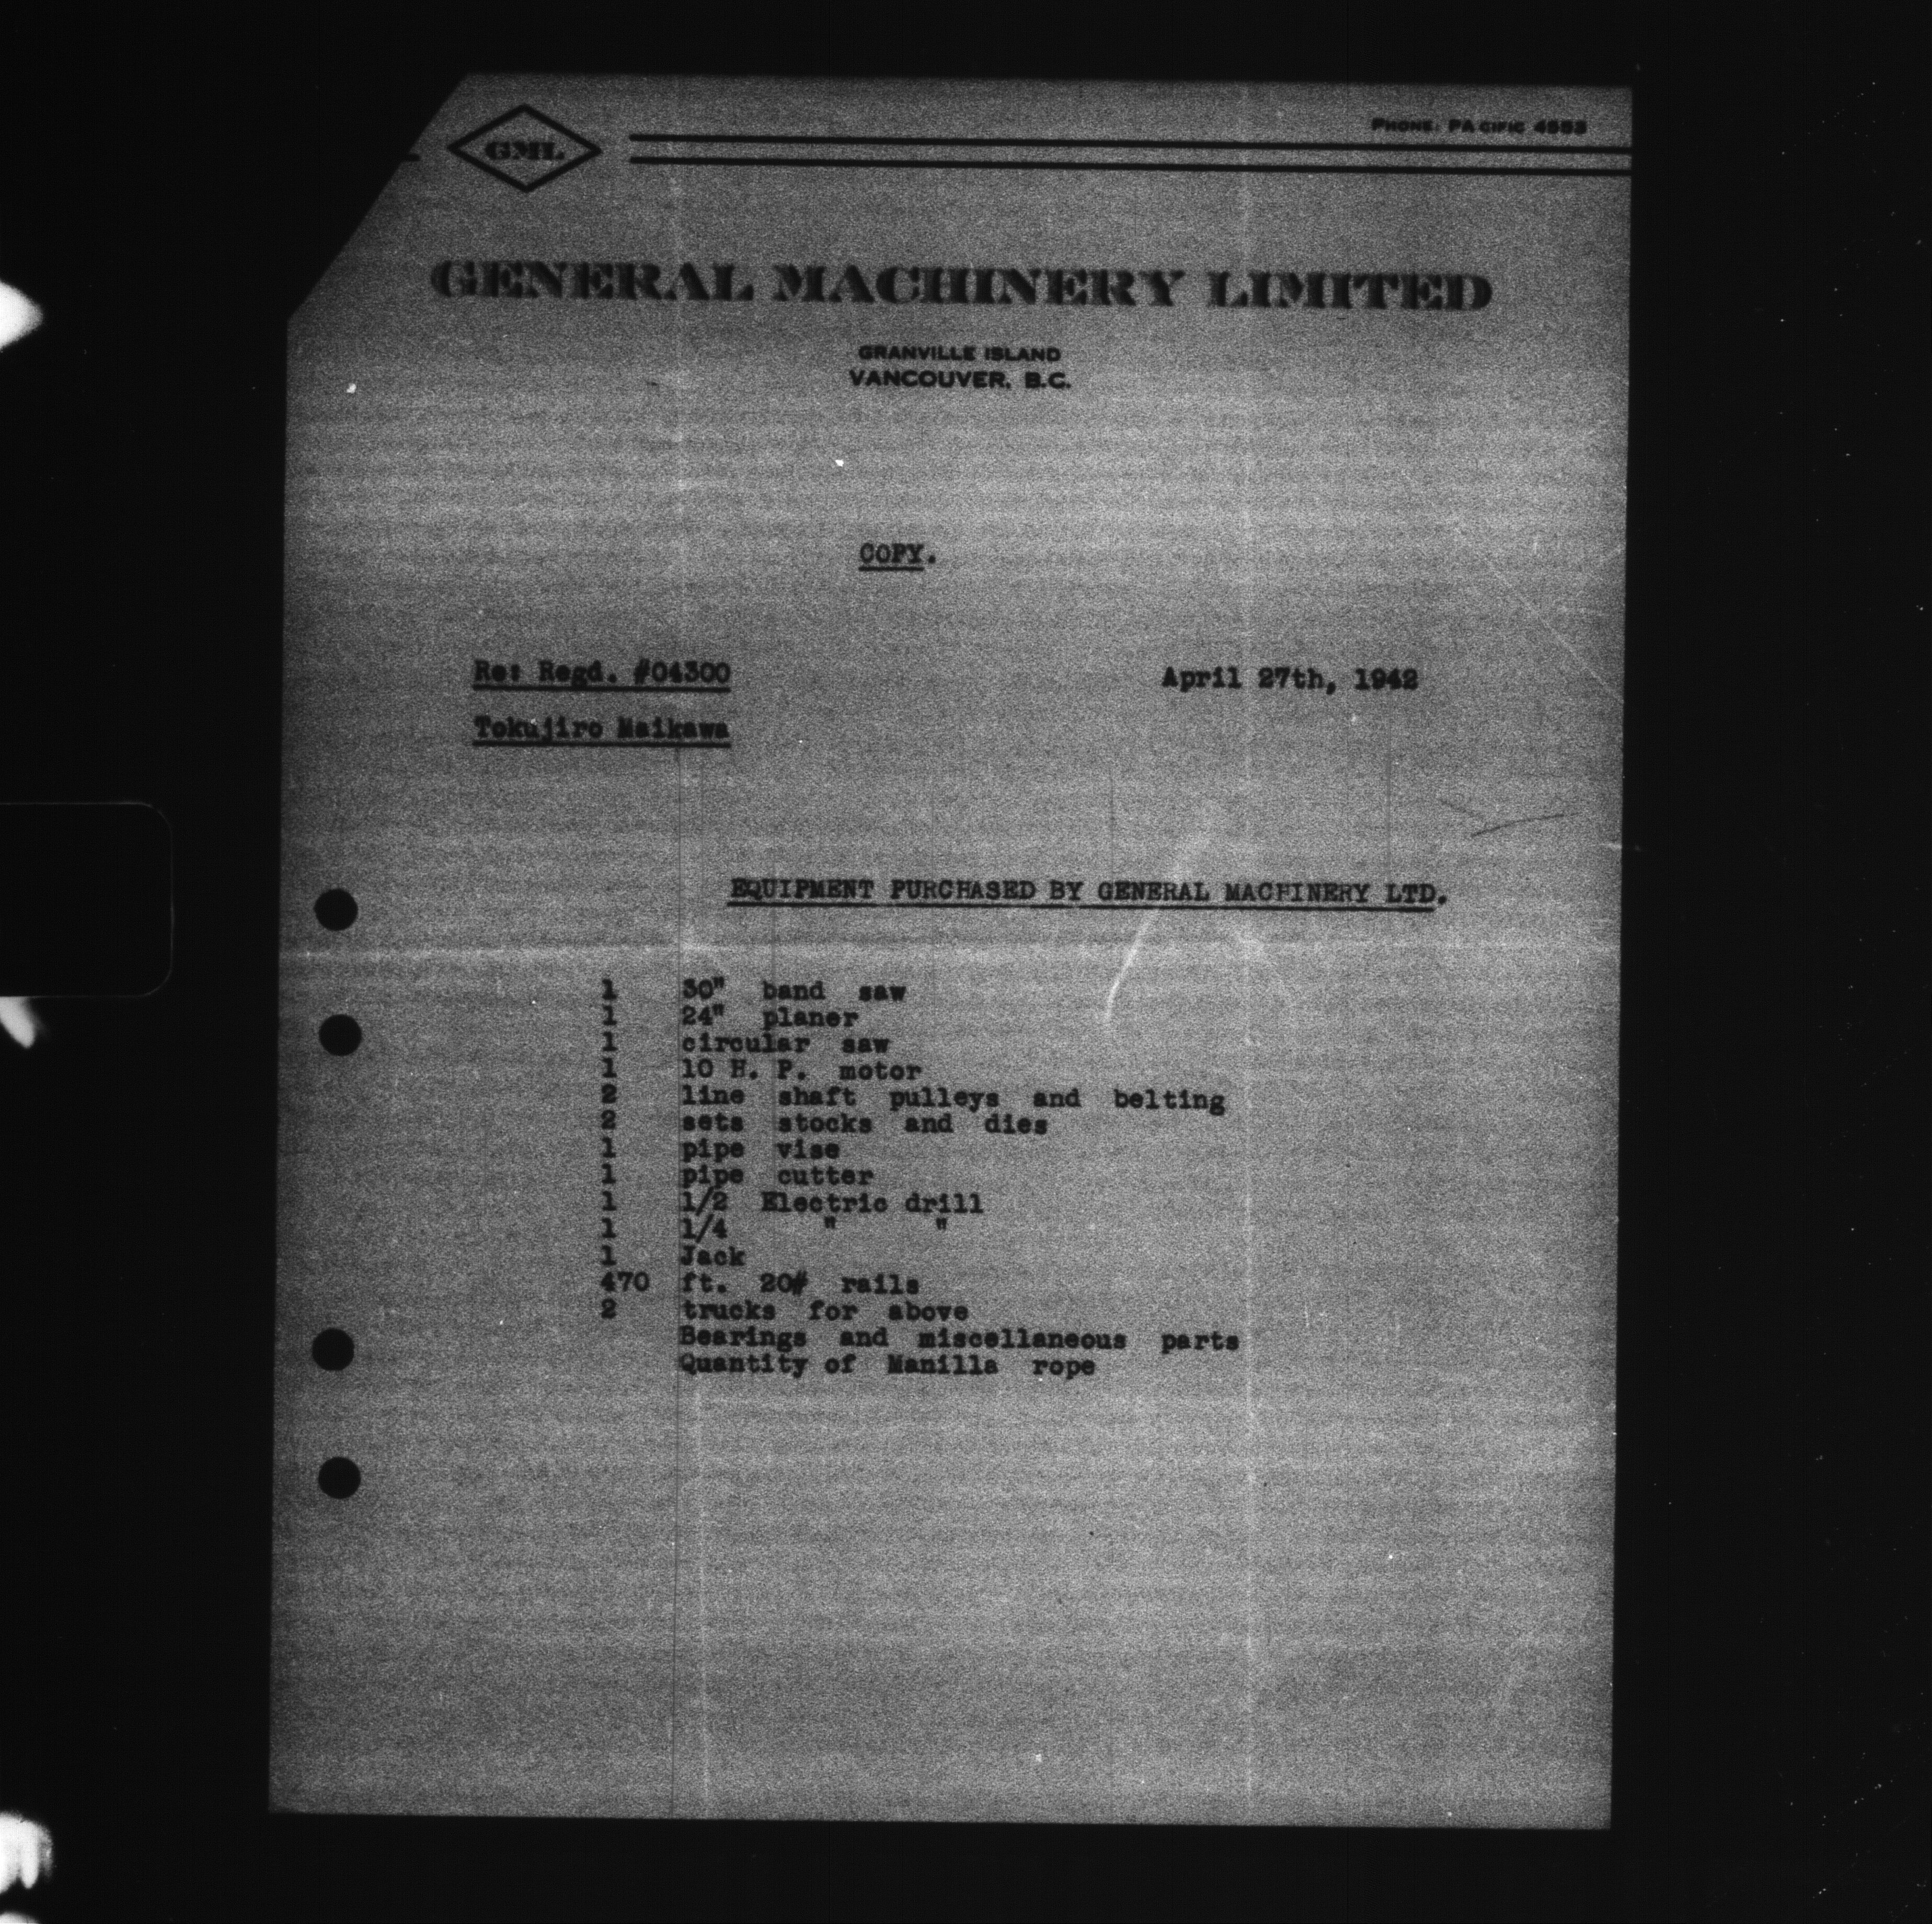 GML
PHONE: PACIFIC 4553
GENERAL MACHINERY LIMITED
GRANVILLE ISLAND
VANCOUVER, B.C.
COPY.
Re: Regd. #04300 April 27th, 1942
Tokujiro Maikawa
EQUIPMENT PURCHASED BY GENERAL MACHINERY LTD.
1 30" band saw
1 24" planer
1 circular saw
1 10 H. P. motor
2 line shaft pulleys and belting
2 sets stocks and dies
1 pipe vise
1 pipe cutter
1 1/2 Electric drill
1 1/4 " "
1 Jack
470 ft. 20# rails
2 trucks for above
Bearings and miscellaneous parts
Quantity of Manilla rope